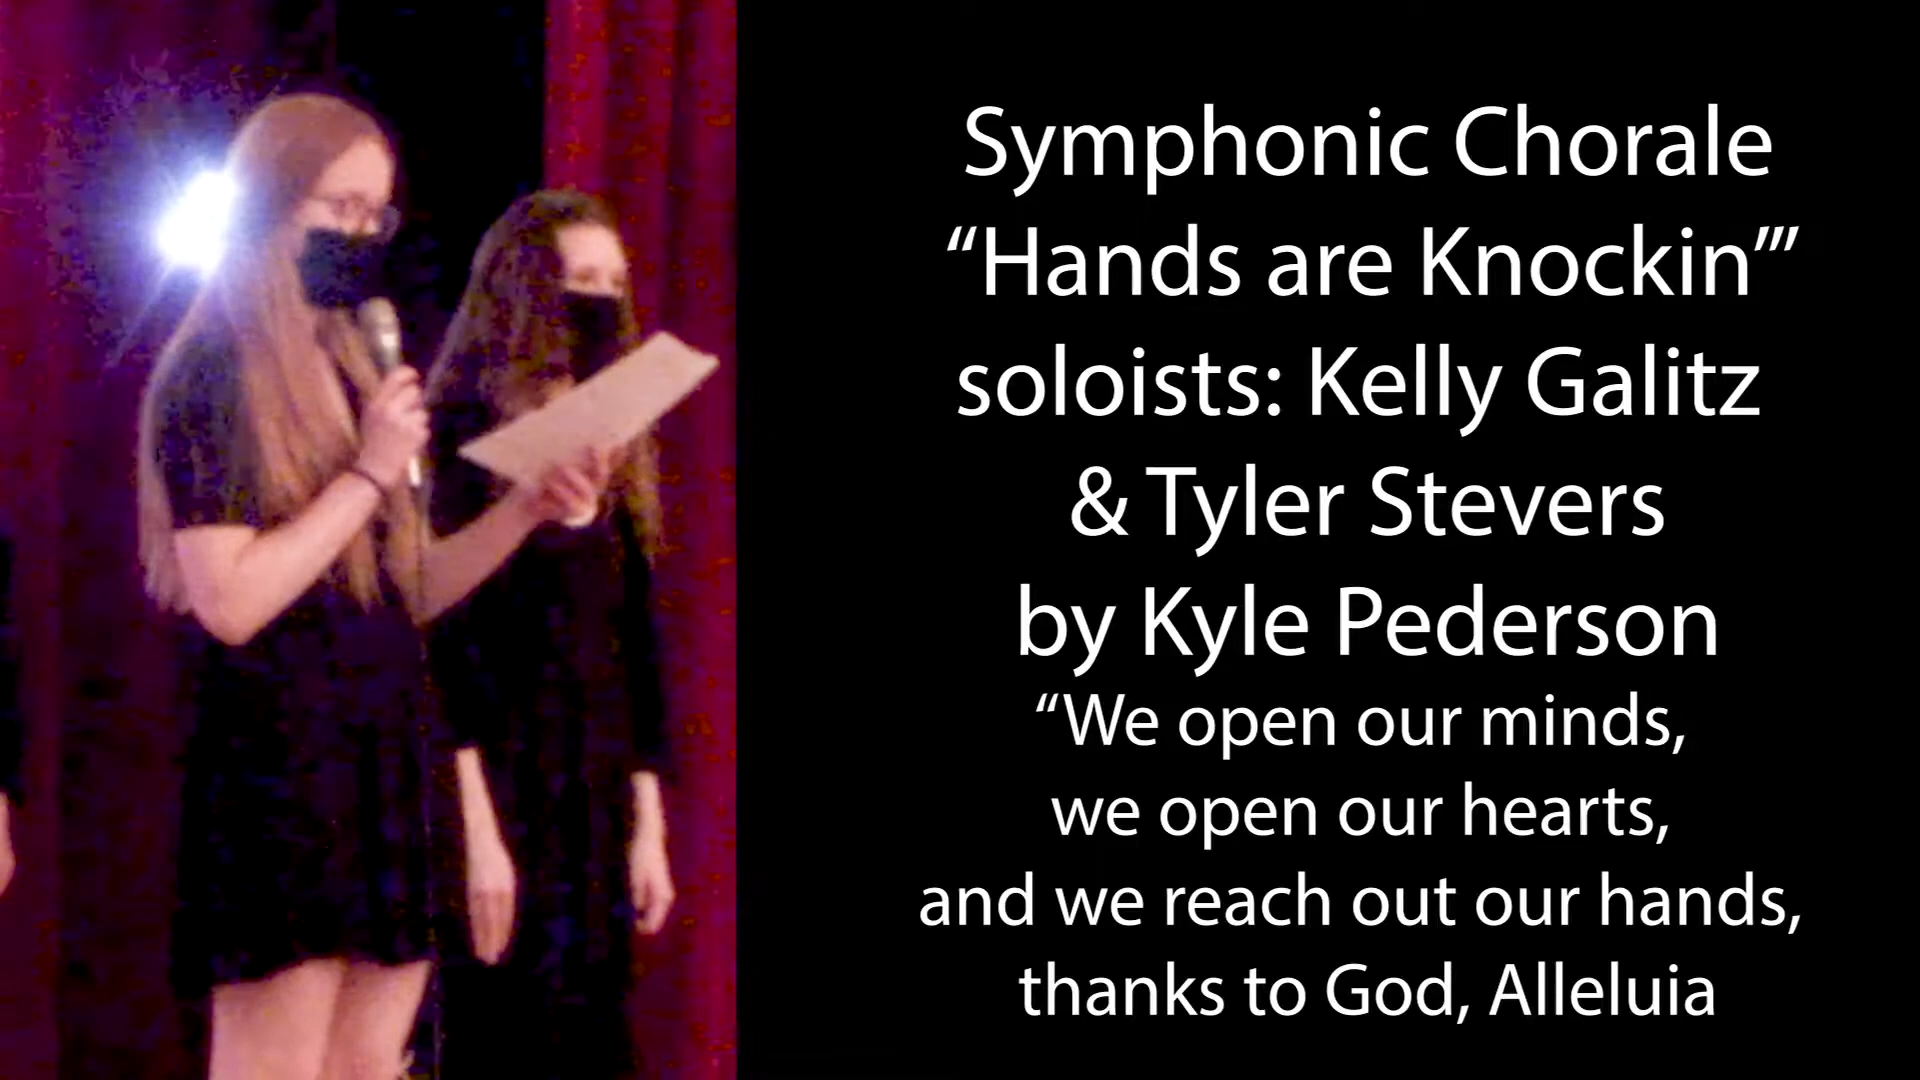 Symphonic Chorale
“Hands are Knockin’”
soloists: Kelly Galitz
& Tyler Stevers
by Kyle Pederson
“We open our minds,
we open our hearts,
and we reach out our hands,
thanks to God, Alleluia